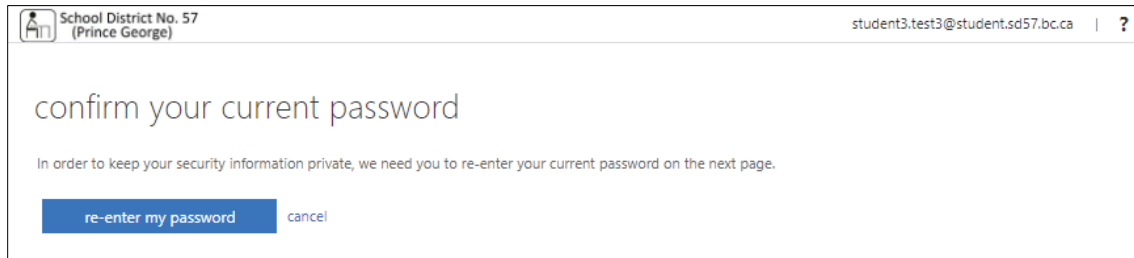 School District No. 57
(Prince George)
student3.test3@student.sd57.bc.ca | ?
confirm your current password
In order to keep your security information private, we need you to re-enter your current password on the next page.
re-enter my password cancel